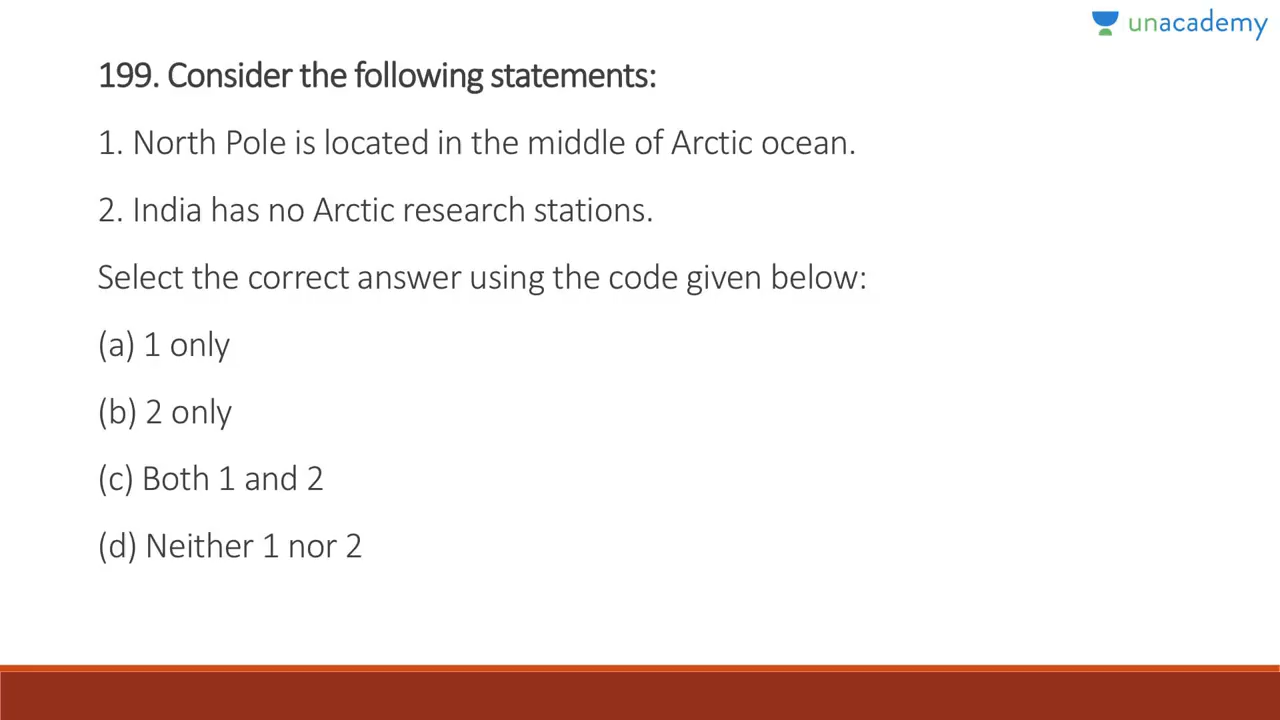 unacademy
199. Consider the following statements:
1. North Pole is located in the middle of Arctic ocean.
2. India has no Arctic research stations.
Select the correct answer using the code given below:
(a) 1 only
(b) 2 only
(c) Both 1 and 2
(d) Neither 1 nor 2